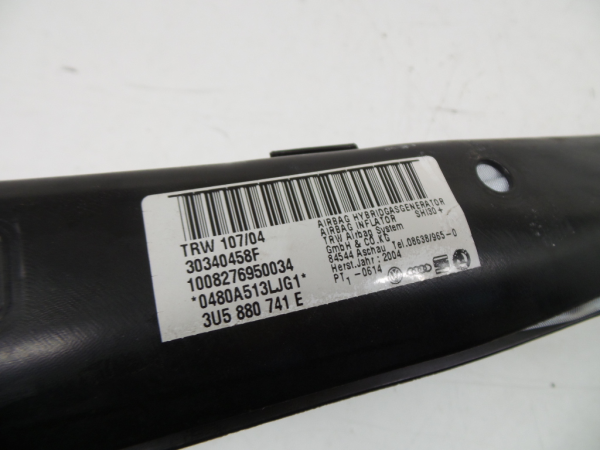 TRW 107/04
30340458F
1008276950034
*0480A513LJG1*
3U5 880 741 E
AIRBAG HYBRIDGASGENERATOR
AIRBAG INFLATOR SHI30 +
TRW Airbag System
GmbH & CO.KG
84544 Aschau Tel.08638/965-0
Herst.Jahr: 2004
PT1 -0614